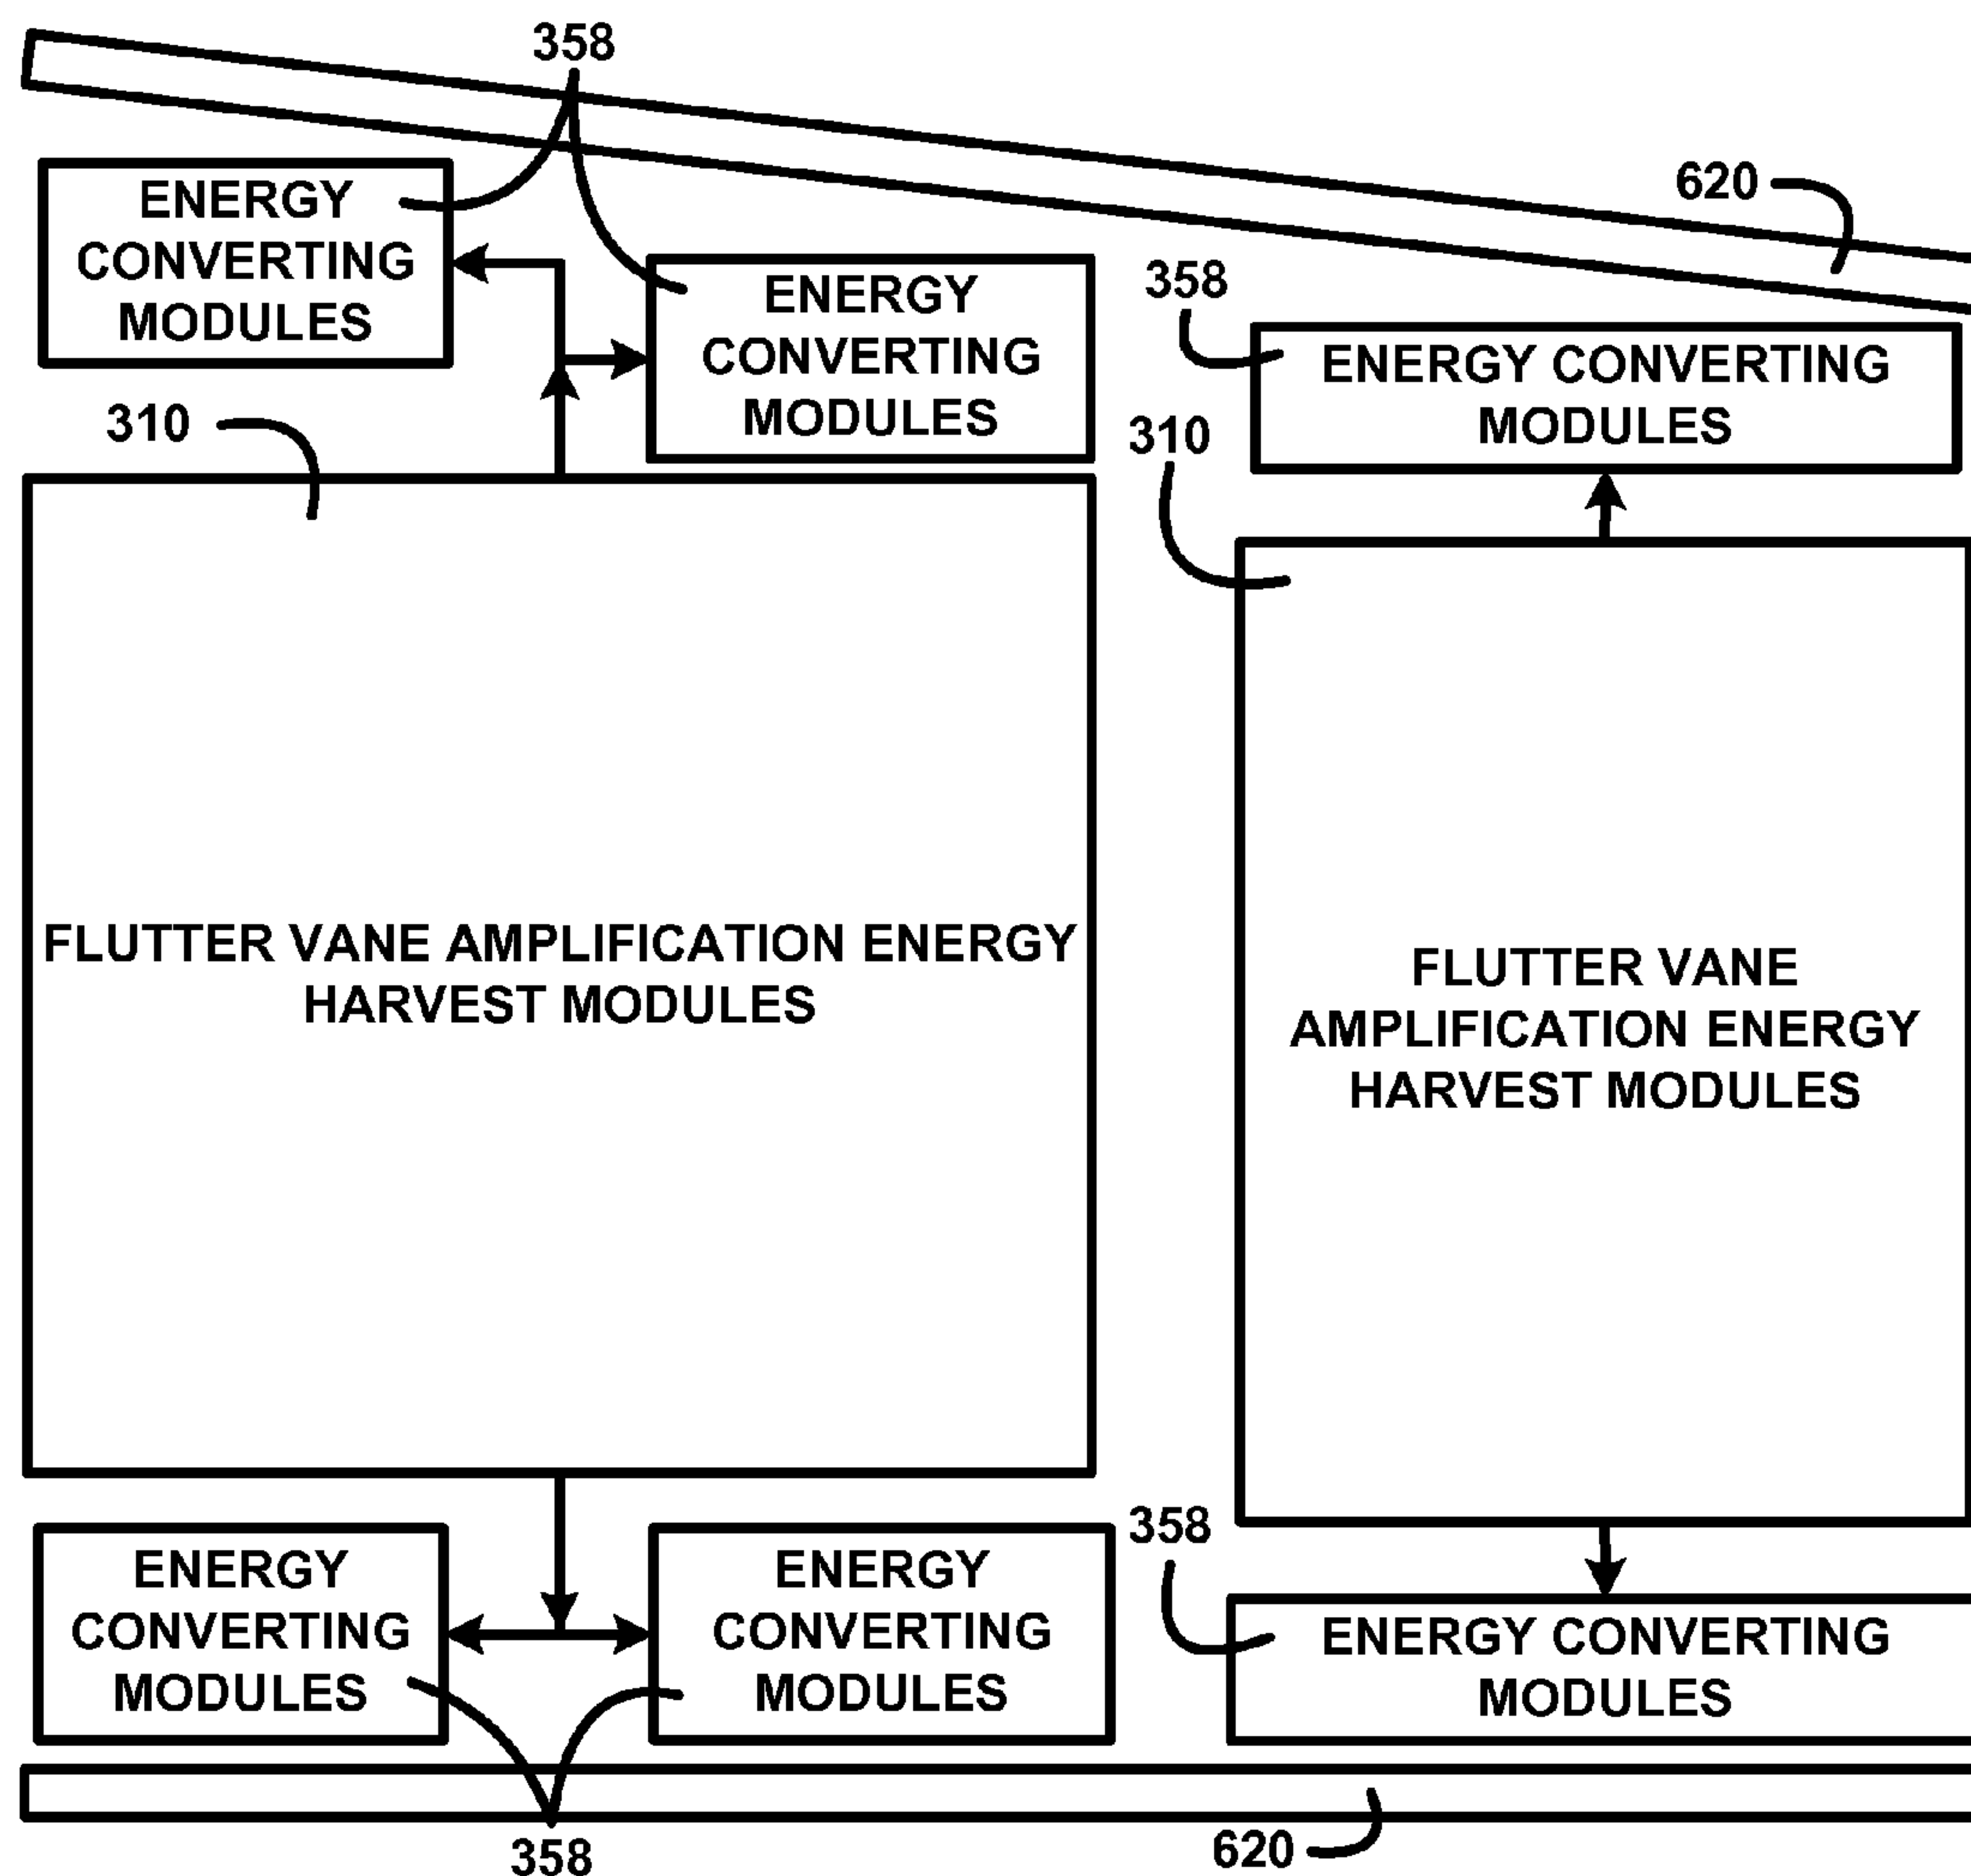 358
620
ENERGY
CONVERTING
MODULES
358
ENERGY
CONVERTING
MODULES
ENERGY CONVERTING
MODULES
310
310
FLUTTER VANE AMPLIFICATION ENERGY
HARVEST MODULES
FLUTTER VANE
AMPLIFICATION ENERGY
HARVEST MODULES
358
ENERGY
CONVERTING
MODULES
ENERGY
CONVERTING
MODULES
ENERGY CONVERTING
MODULES
358
620